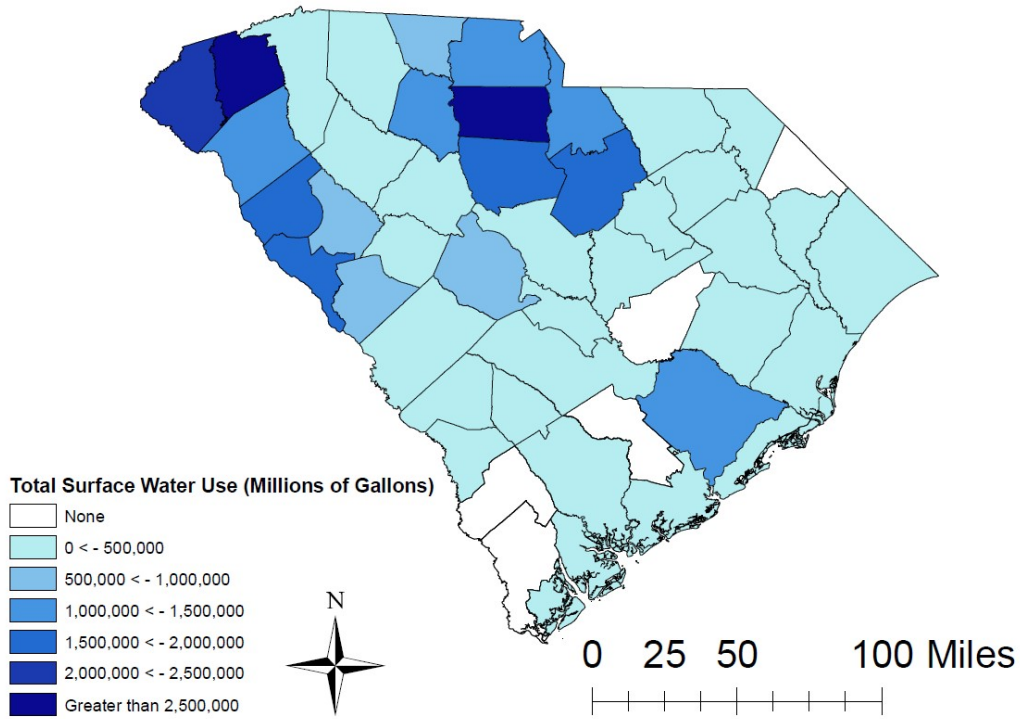 Total Surface Water Use (Millions of Gallons)
None
0 < - 500,000
500,000 < - 1,000,000
1,000,000 < - 1,500,000
1,500,000 < - 2,000,000
2,000,000 < - 2,500,000
Greater than 2,500,000
N
0 25 50 100 Miles